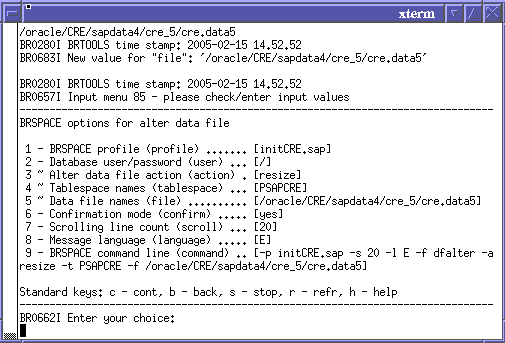 xterm
/oracle/CRE/sapdata4/cre_5/cre.data5
BR0280I BRTOOLS time stamp: 2005-02-15 14.52.52
BR0683I New value for "file": '/oracle/CRE/sapdata4/cre_5/cre.data5'
BR0280I BRTOOLS time stamp: 2005-02-15 14.52.52
BR0657I Input menu 85 - please check/enter input values
-------------------------------------------------------------------------------
BRSPACE options for alter data file
1 - BRSPACE profile (profile) ....... [initCRE.sap]
2 - Database user/password (user) ... [/]
3 ~ Alter data file action (action) . [resize]
4 ~ Tablespace names (tablespace) ... [PSAPCRE]
5 ~ Data file names (file) .......... [/oracle/CRE/sapdata4/cre_5/cre.data5]
6 - Confirmation mode (confirm) ..... [yes]
7 - Scrolling line count (scroll) ... [20]
8 - Message language (language) ..... [E]
9 - BRSPACE command line (command) .. [-p initCRE.sap -s 20 -l E -f dfalter -a
resize -t PSAPCRE -f /oracle/CRE/sapdata4/cre_5/cre.data5]
Standard keys: c - cont, b - back, s - stop, r - refr, h - help
-------------------------------------------------------------------------------
BR0662I Enter your choice: